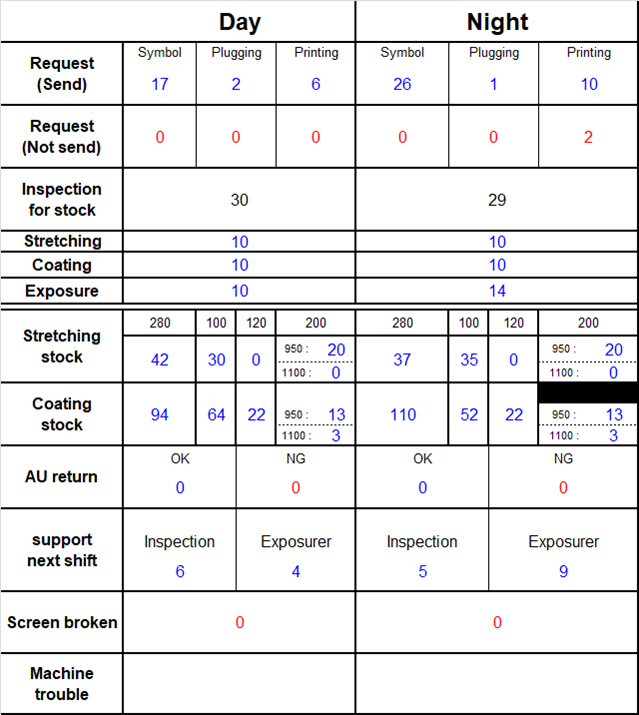 Day Night
Request (Send) Symbol Plugging Printing Symbol Plugging Printing
17 2 6 26 1 10
Request (Not send) 0 0 0 0 0 2
Inspection for stock 30 29
Stretching 10 10
Coating 10 10
Exposure 10 14
Stretching stock 280 100 120 200 280 100 120 200
42 30 0 950 : 20 37 35 0 950 : 20
1100 : 0 1100 : 0
Coating stock 94 64 22 950 : 13 110 52 22 950 : 13
1100 : 3 1100 : 3
AU return OK NG OK NG
0 0 0 0
support next shift Inspection Exposurer Inspection Exposurer
6 4 5 9
Screen broken 0 0
Machine trouble